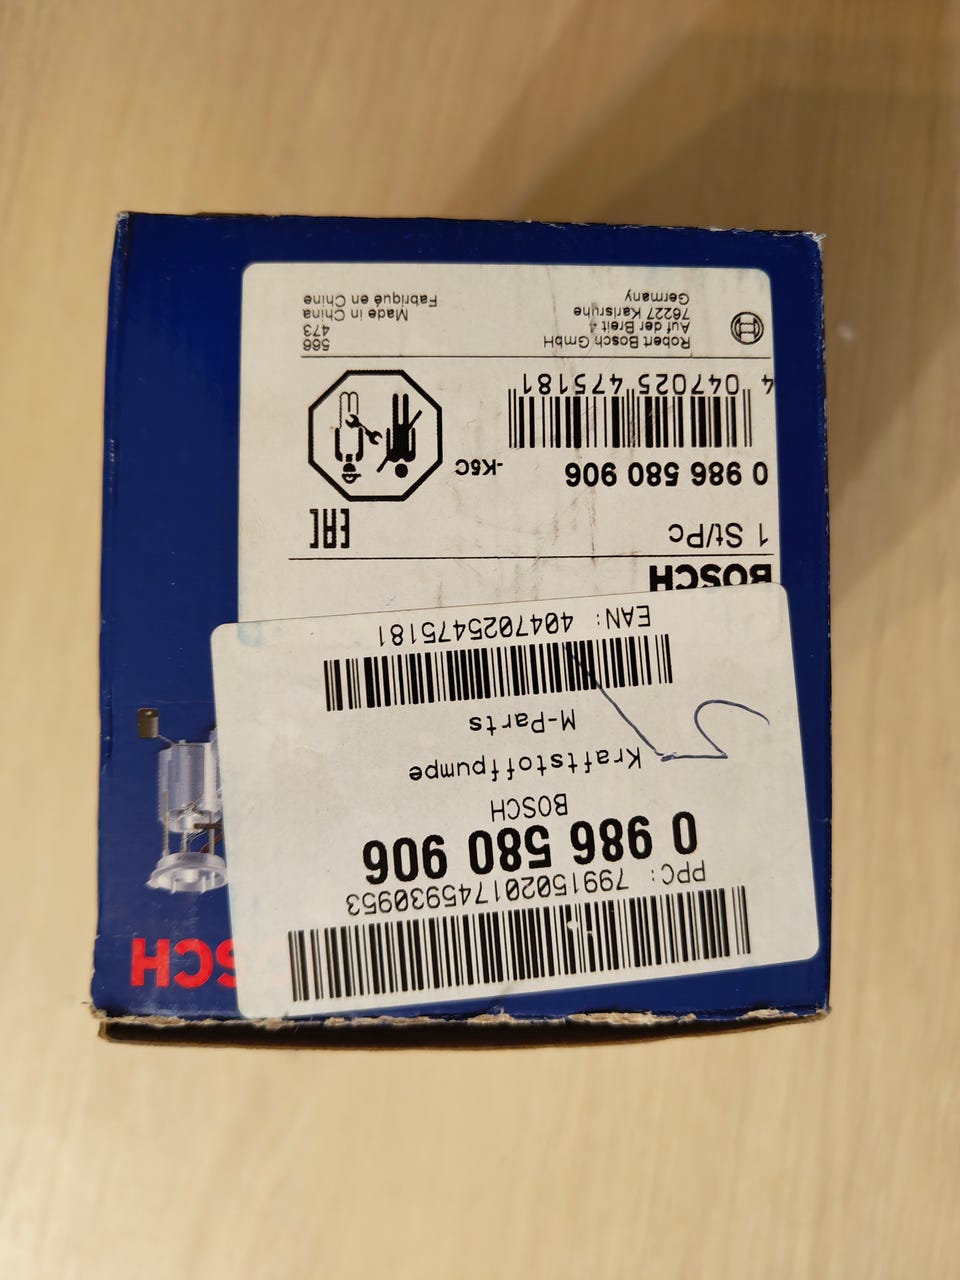 BOSCH
PPC: 799150201745930953
0 986 580 906
BOSCH
Kraftstoffpumpe
M-Parts
EAN: 4047025475181
BOSCH
1 St/Pc
EAC
0 986 580 906
-K5C
4 047025 475181
Robert Bosch GmbH
Auf der Breit 4
76227 Karlsruhe
Germany
566
473
Made in China
Fabriqué en Chine